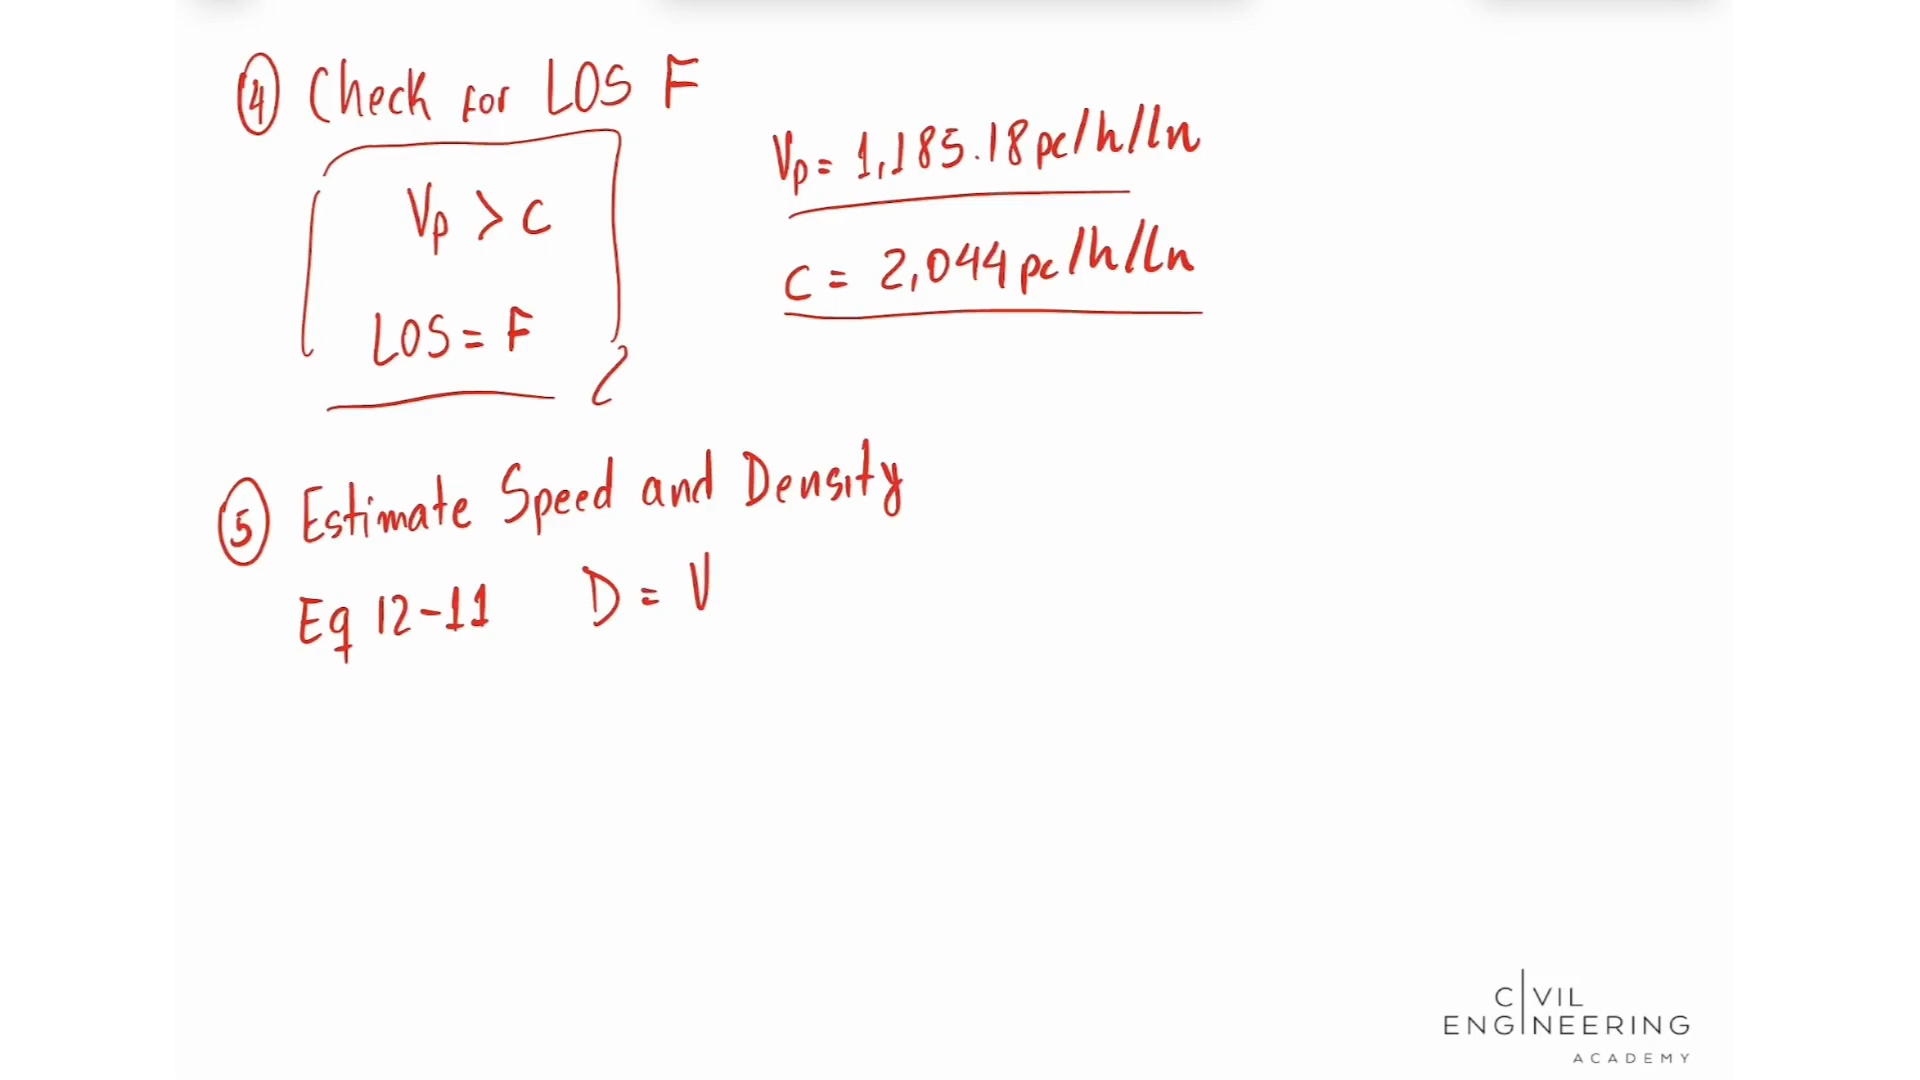 ④ Check for LOS F
Vp = 1,185.18 pc/h/ln
Vp > c
c = 2,044 pc/h/ln
LOS = F
⑤ Estimate Speed and Density
Eq 12-11 D = V
CIVIL
ENGINEERING
ACADEMY